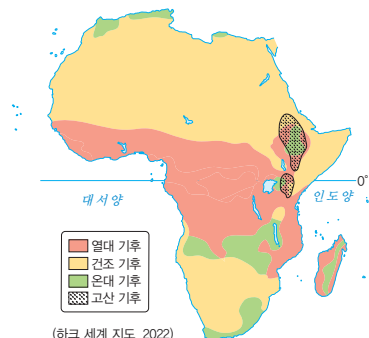 0°
대서양
인도양
열대 기후
건조 기후
온대 기후
고산 기후
(하크 세계 지도, 2022)